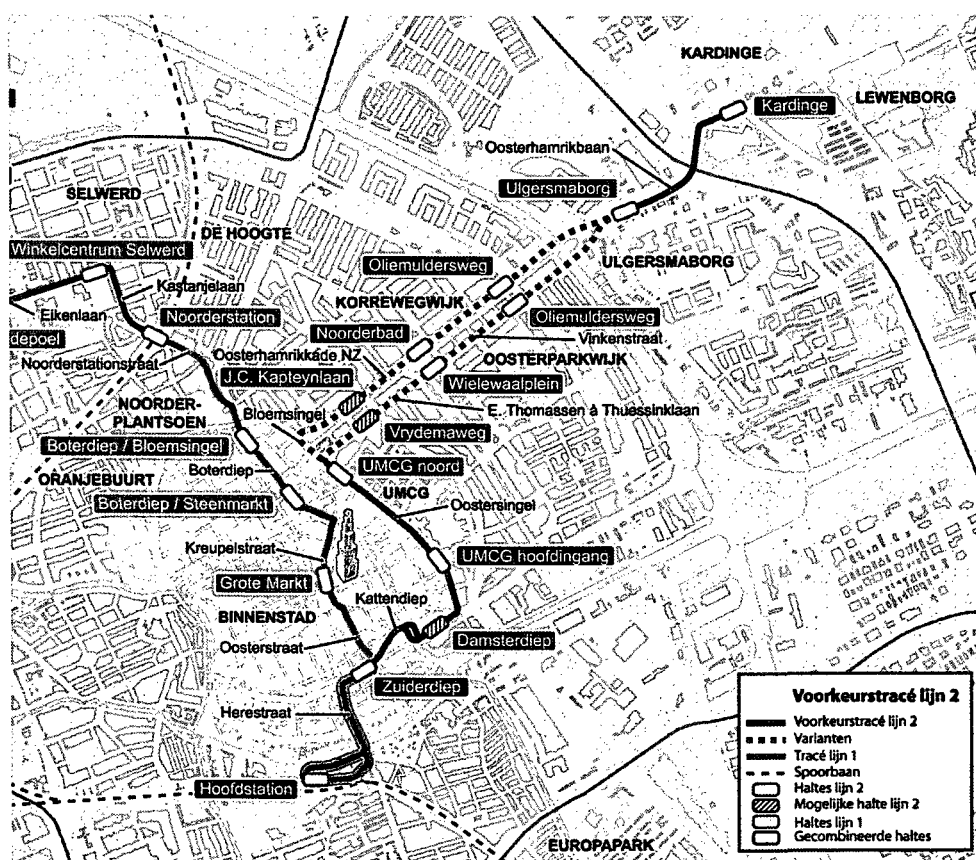 KARDINGE
Kardinge
LEWENBORG
Oosterhamrikbaan
SELWERD
Ulgersmaborg
DE HOOGTE
Winkelcentrum Selwerd
ULGERSMABORG
Oliemuldersweg
Kastanjelaan
KORREWEGWIJK
Eikenlaan
Noorderstation
Noorderbad
Oliemuldersweg
depoel
Vinkenstraat
Noorderstationstraat
Oosterhamrikkade NZ
OOSTERPARKWIJK
J.C. Kapteynlaan
Wielewaalplein
NOORDER-
PLANTSOEN
Bloemsingel
E. Thomassen à Thuessinklaan
Vrydemaweg
Boterdiep / Bloemsingel
Boterdiep
UMCG noord
ORANJEBUURT
UMCG
Boterdiep / Steenmarkt
Oostersingel
Kreupelstraat
UMCG hoofdingang
Grote Markt
Kattendiep
BINNENSTAD
Oosterstraat
Damsterdiep
Zuiderdiep
Herestraat
Hoofdstation
EUROPAPARK
Voorkeurstracé lijn 2
Voorkeurstracé lijn 2
Varianten
Tracé lijn 1
Spoorbaan
Haltes lijn 2
Mogelijke halte lijn 2
Haltes lijn 1
Gecombineerde haltes